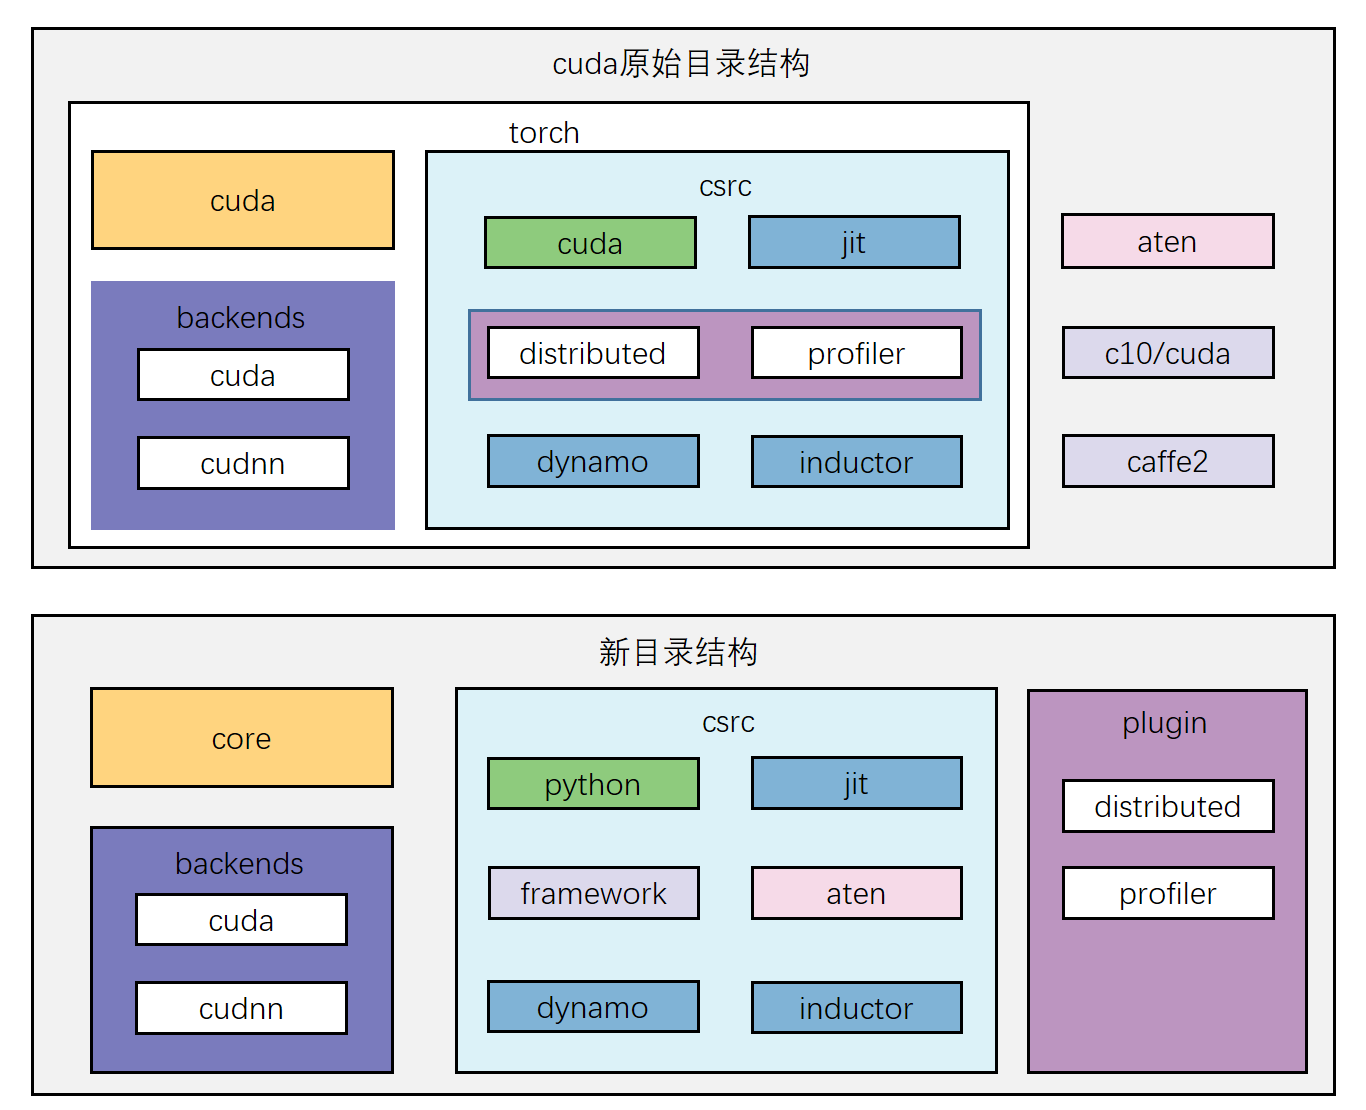 cuda原始目录结构
torch
cuda
backends
cuda
cudnn
csrc
cuda
jit
distributed
profiler
dynamo
inductor
aten
c10/cuda
caffe2
新目录结构
core
backends
cuda
cudnn
csrc
python
jit
framework
aten
dynamo
inductor
plugin
distributed
profiler